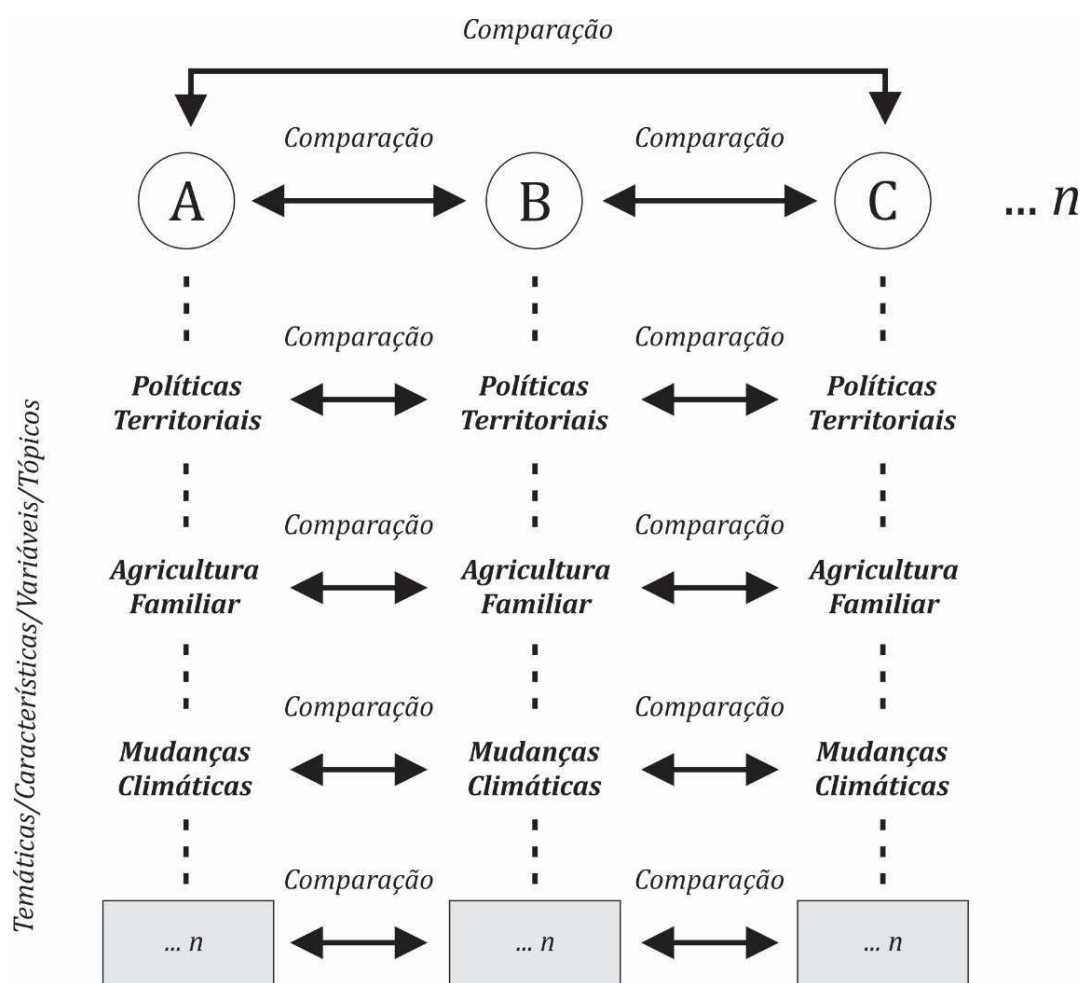 Comparação
Comparação Comparação
A B C ... n
Comparação Comparação
Políticas Políticas Políticas
Territoriais Territoriais Territoriais
Comparação Comparação
Agricultura Agricultura Agricultura
Familiar Familiar Familiar
Comparação Comparação
Mudanças Mudanças Mudanças
Climáticas Climáticas Climáticas
Comparação Comparação
... n ... n ... n
Temáticas/Características/Variáveis/Tópicos